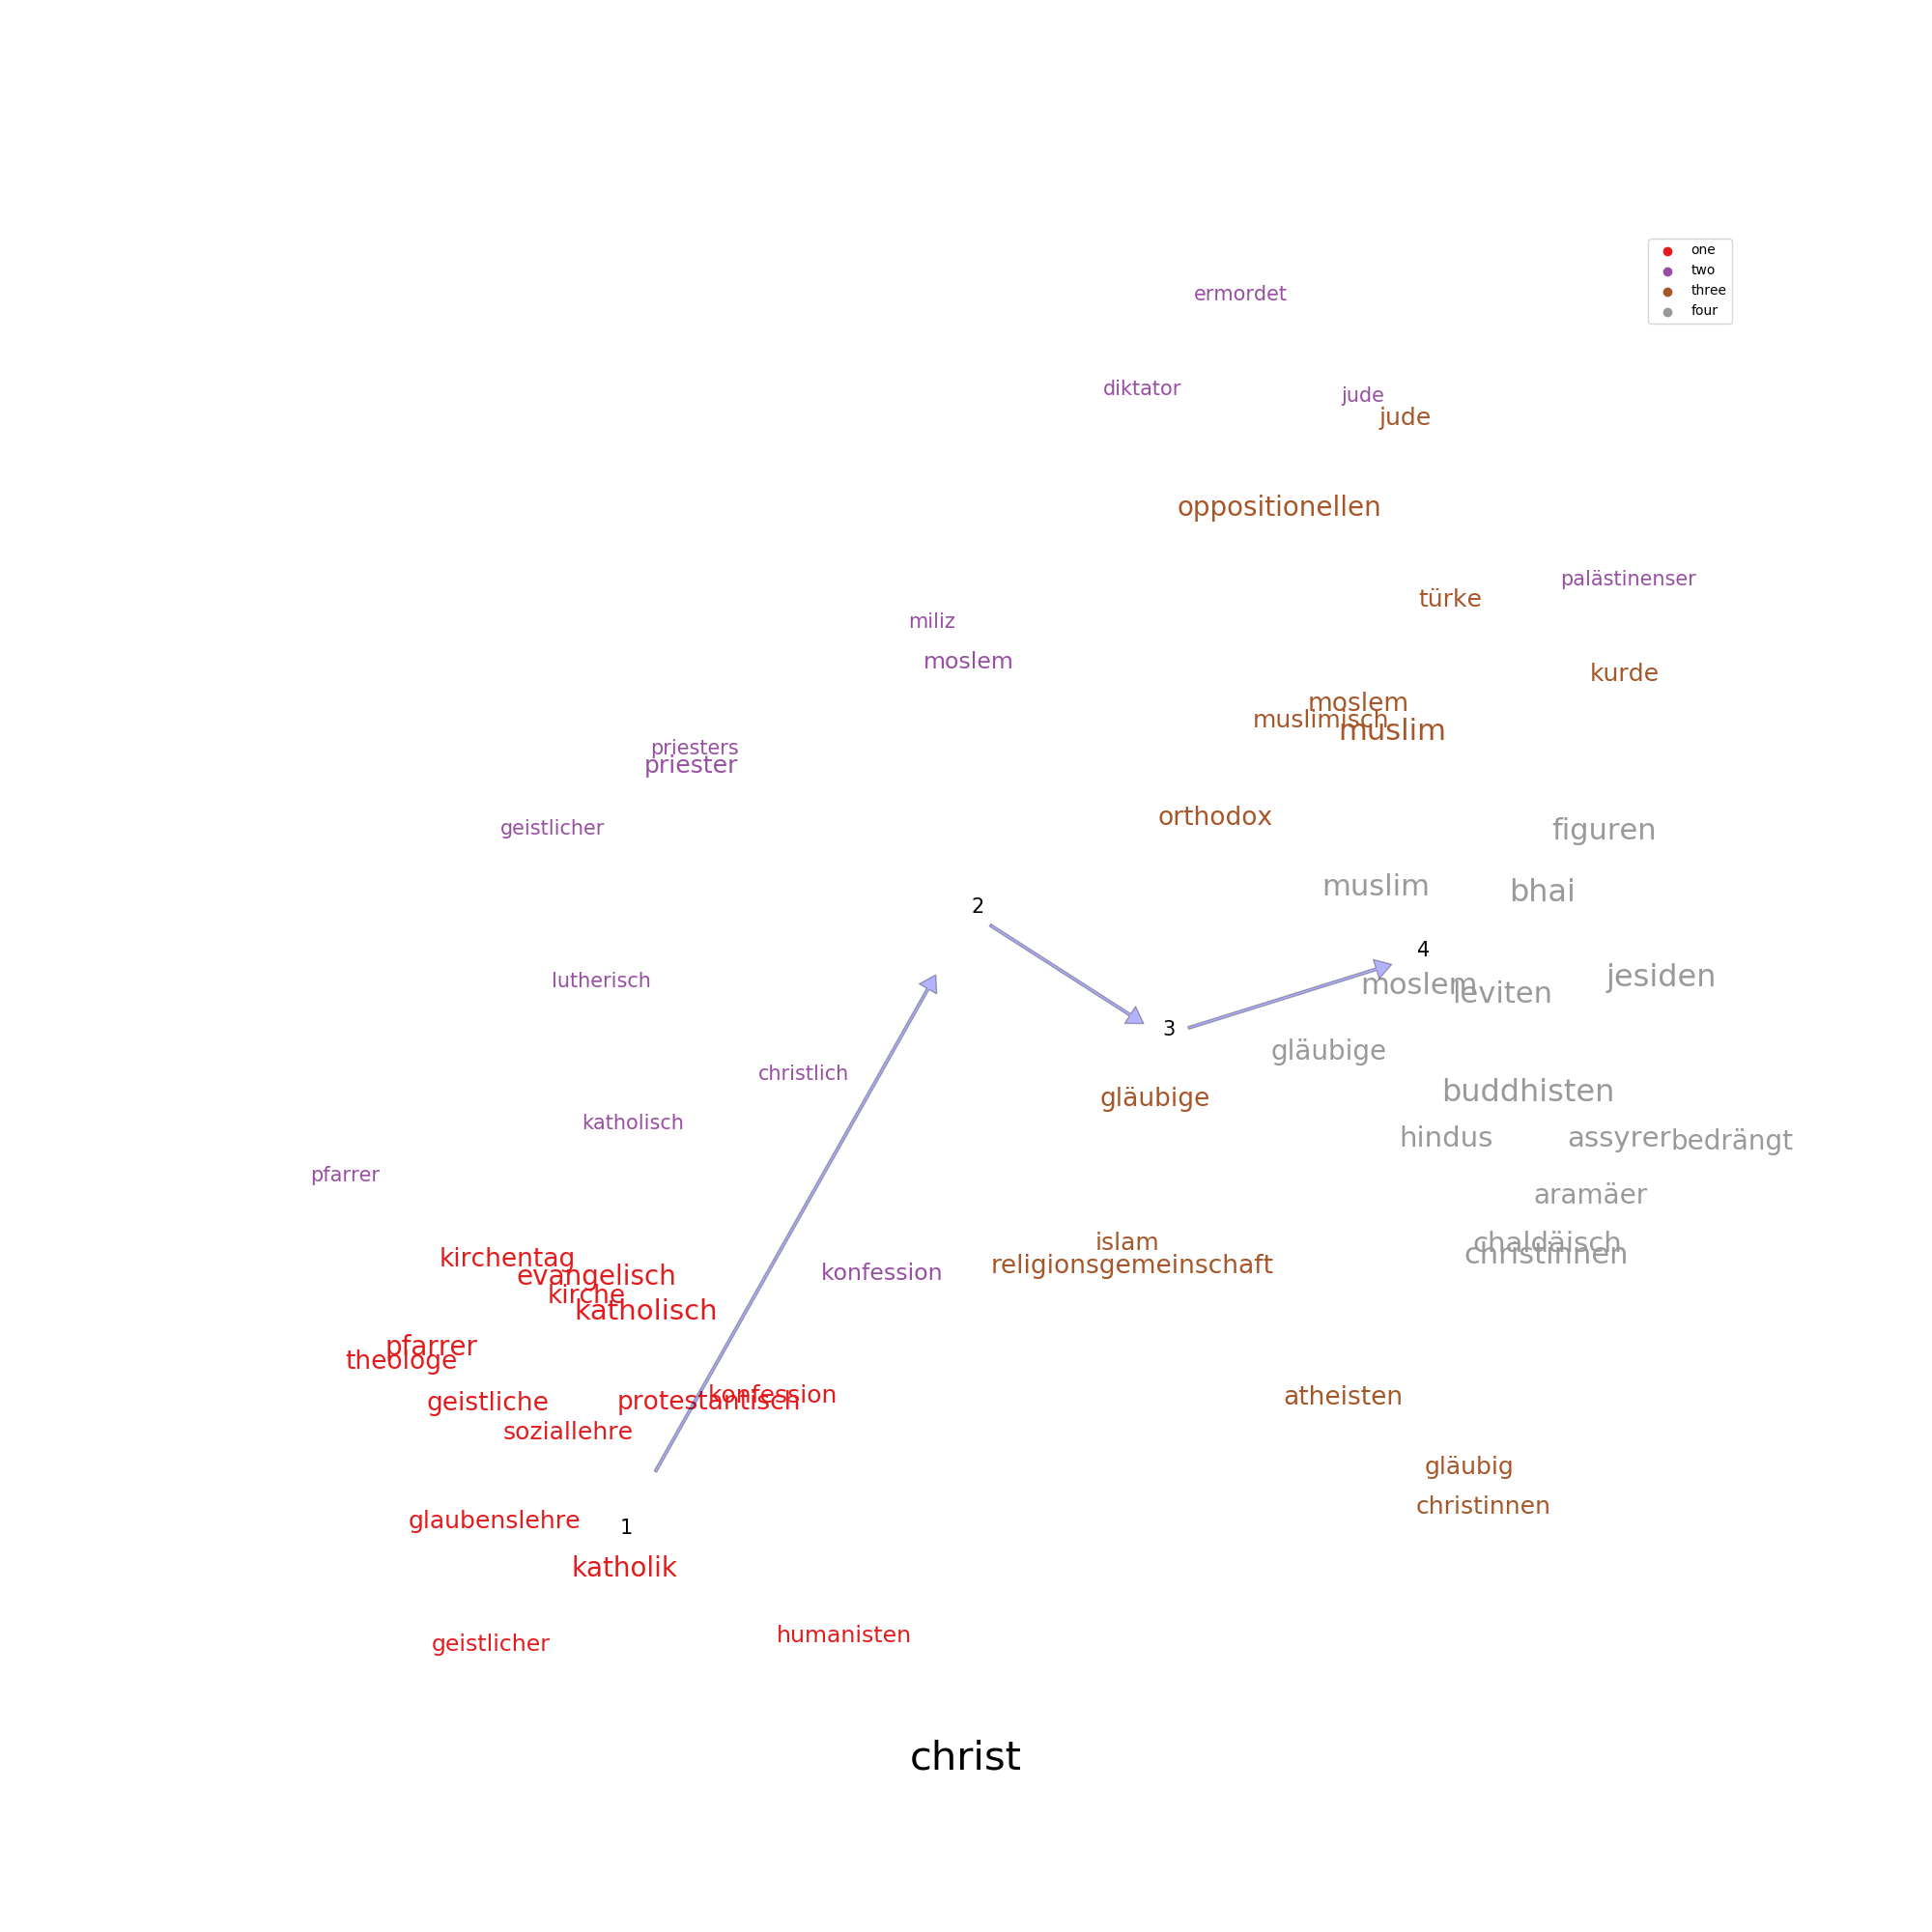 one
two
three
four
ermordet
diktator
jude
jude
oppositionellen
palästinenser
türke
miliz
moslem
kurde
moslem
muslimisch
muslim
priesters
priester
orthodox
geistlicher
figuren
muslim
bhai
2
4
lutherisch
moslem
leviten
jesiden
3
gläubige
christlich
gläubige
buddhisten
katholisch
hindus
assyrer
bedrängt
pfarrer
aramäer
kirchentag
islam
chaldäisch
christinnen
evangelisch
konfession
religionsgemeinschaft
kirche
katholisch
pfarrer
theologe
geistliche
protestantisch
konfession
atheisten
soziallehre
gläubig
christinnen
glaubenslehre
1
katholik
geistlicher
humanisten
christ